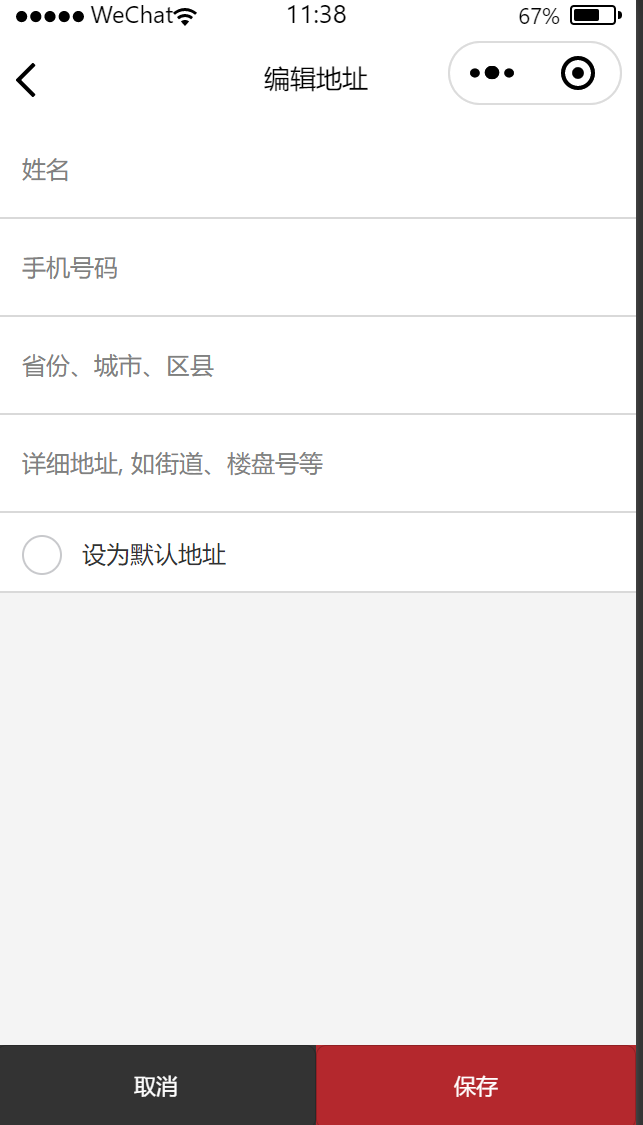 WeChat 11:38 67%
编辑地址
姓名
手机号码
省份、城市、区县
详细地址, 如街道、楼盘号等
设为默认地址
取消 保存